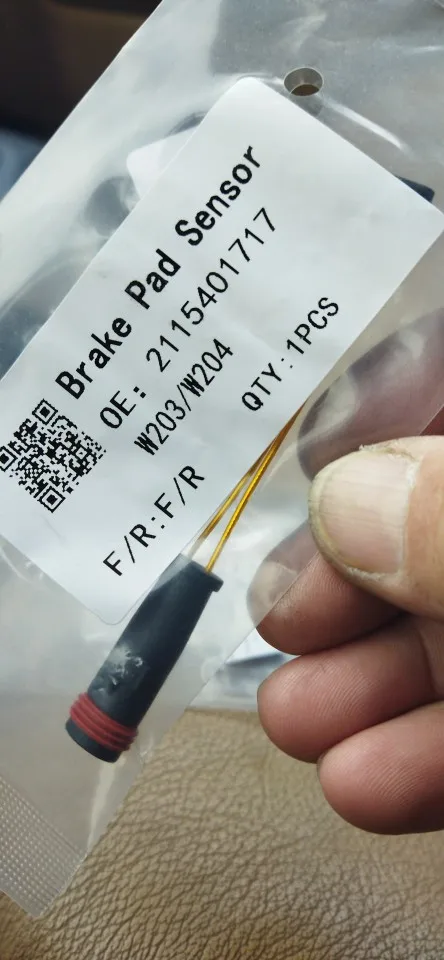 Brake Pad Sensor
OE: 2115401717
W203/W204
QTY:1PCS
F/R:F/R